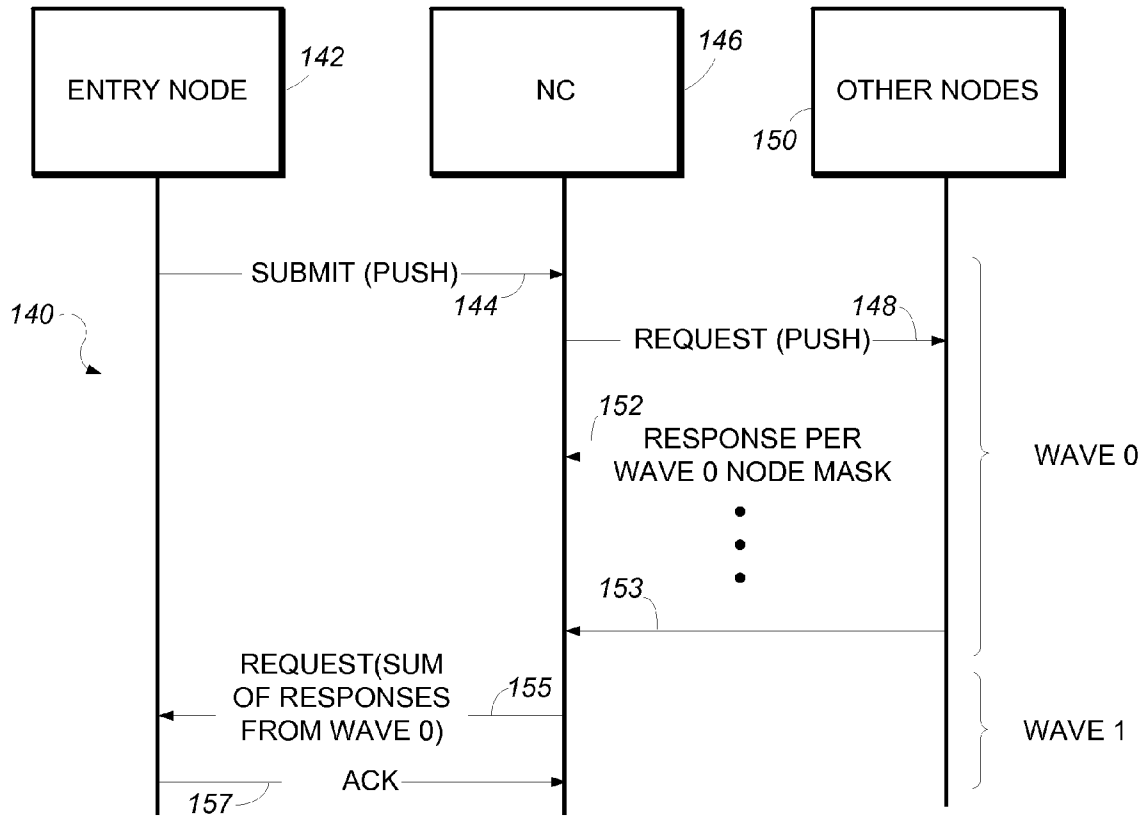 ENTRY NODE
142
NC
146
OTHER NODES
150
SUBMIT (PUSH)
144
140
REQUEST (PUSH)
148
152
RESPONSE PER
WAVE 0 NODE MASK
WAVE 0
153
REQUEST(SUM
OF RESPONSES
FROM WAVE 0)
155
WAVE 1
ACK
157